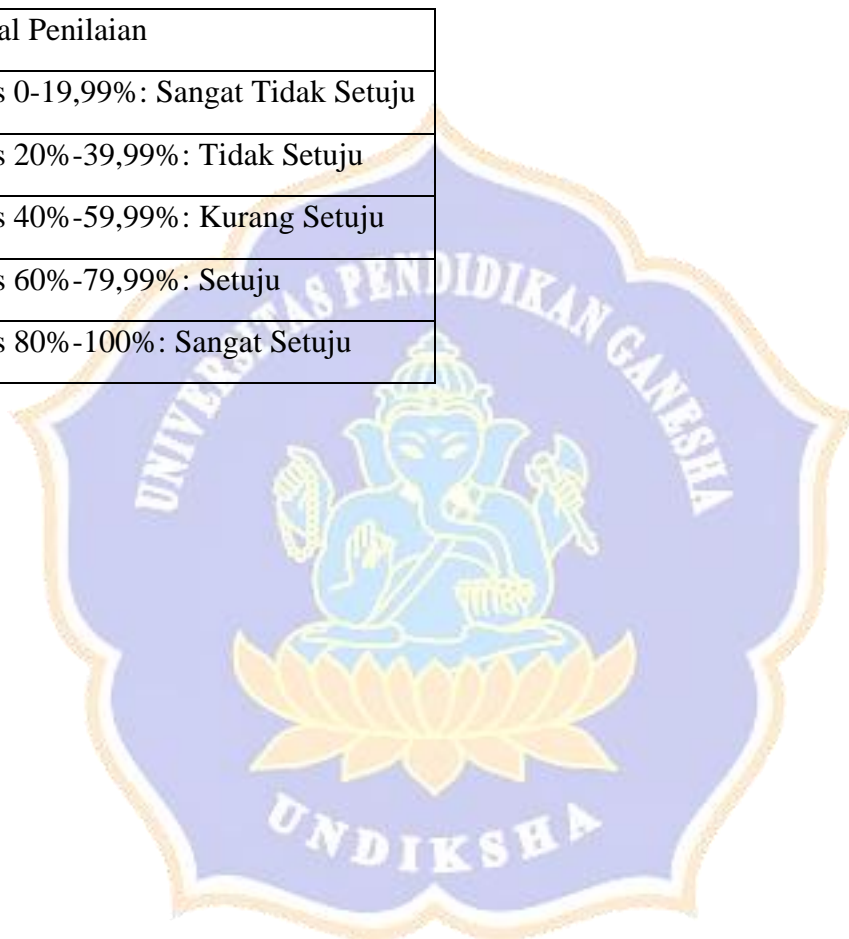 al Penilaian
s 0-19,99%: Sangat Tidak Setuju
s 20%-39,99%: Tidak Setuju
s 40%-59,99%: Kurang Setuju
s 60%-79,99%: Setuju
s 80%-100%: Sangat Setuju
UNIVERSITAS PENDIDIKAN GANESHA
UNDIKSHA